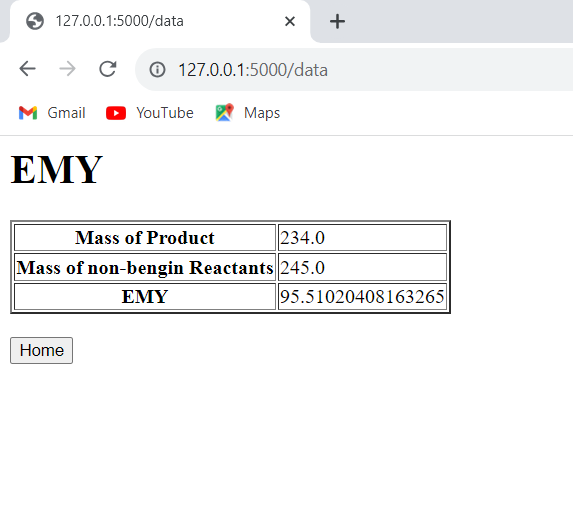 127.0.0.1:5000/data
127.0.0.1:5000/data
Gmail YouTube Maps
EMY
Mass of Product 234.0
Mass of non-bengin Reactants 245.0
EMY 95.51020408163265
Home